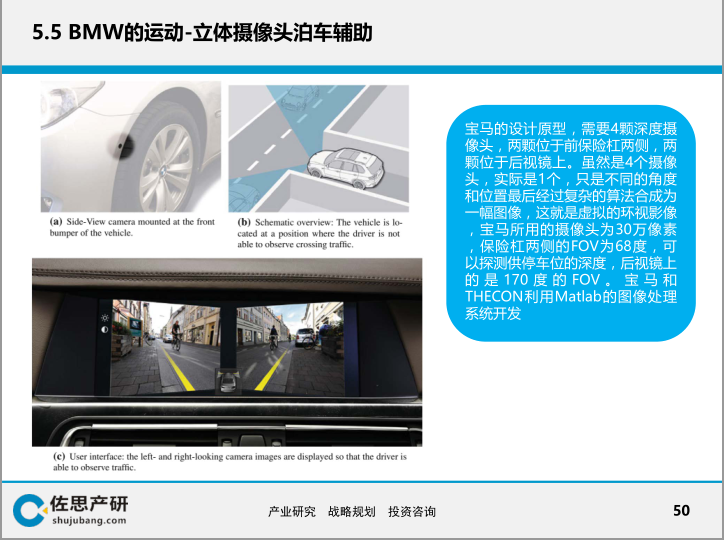 5.5 BMW的运动-立体摄像头泊车辅助
(a) Side-View camera mounted at the front
bumper of the vehicle.
(b) Schematic overview: The vehicle is lo-
cated at a position where the driver is not
able to observe crossing traffic.
(c) User interface: the left- and right-looking camera images are displayed so that the driver is
able to observe traffic.
宝马的设计原型，需要4颗深度摄
像头，两颗位于前保险杠两侧，两
颗位于后视镜上。虽然是4个摄像
头，实际是1个，只是不同的角度
和位置最后经过复杂的算法合成为
一幅图像，这就是虚拟的环视影像
，宝马所用的摄像头为30万像素
，保险杠两侧的FOV为68度，可
以探测供停车位的深度，后视镜上
的是170度的FOV。宝马和
THECON利用Matlab的图像处理
系统开发
佐思产研
shujubang.com
产业研究 战略规划 投资咨询
50